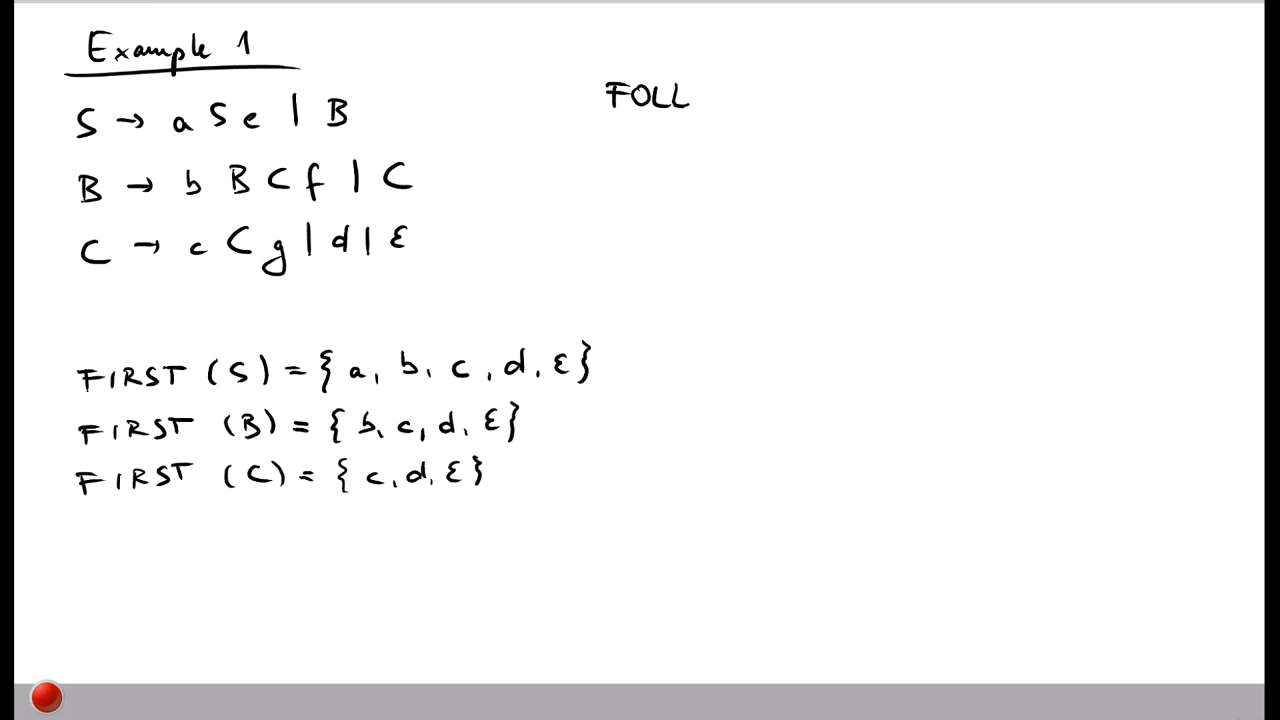 Example 1
S → a S e | B
B → b B C f | C
C → c C g | d | ε
FIRST (S) = { a, b, c, d, ε }
FIRST (B) = { b, c, d, ε }
FIRST (C) = { c, d, ε }
FOLL